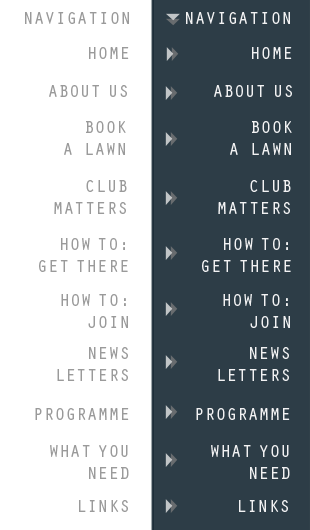 NAVIGATION
HOME
ABOUT US
BOOK
A LAWN
CLUB
MATTERS
HOW TO:
GET THERE
HOW TO:
JOIN
NEWS
LETTERS
PROGRAMME
WHAT YOU
NEED
LINKS
NAVIGATION
HOME
ABOUT US
BOOK
A LAWN
CLUB
MATTERS
HOW TO:
GET THERE
HOW TO:
JOIN
NEWS
LETTERS
PROGRAMME
WHAT YOU
NEED
LINKS